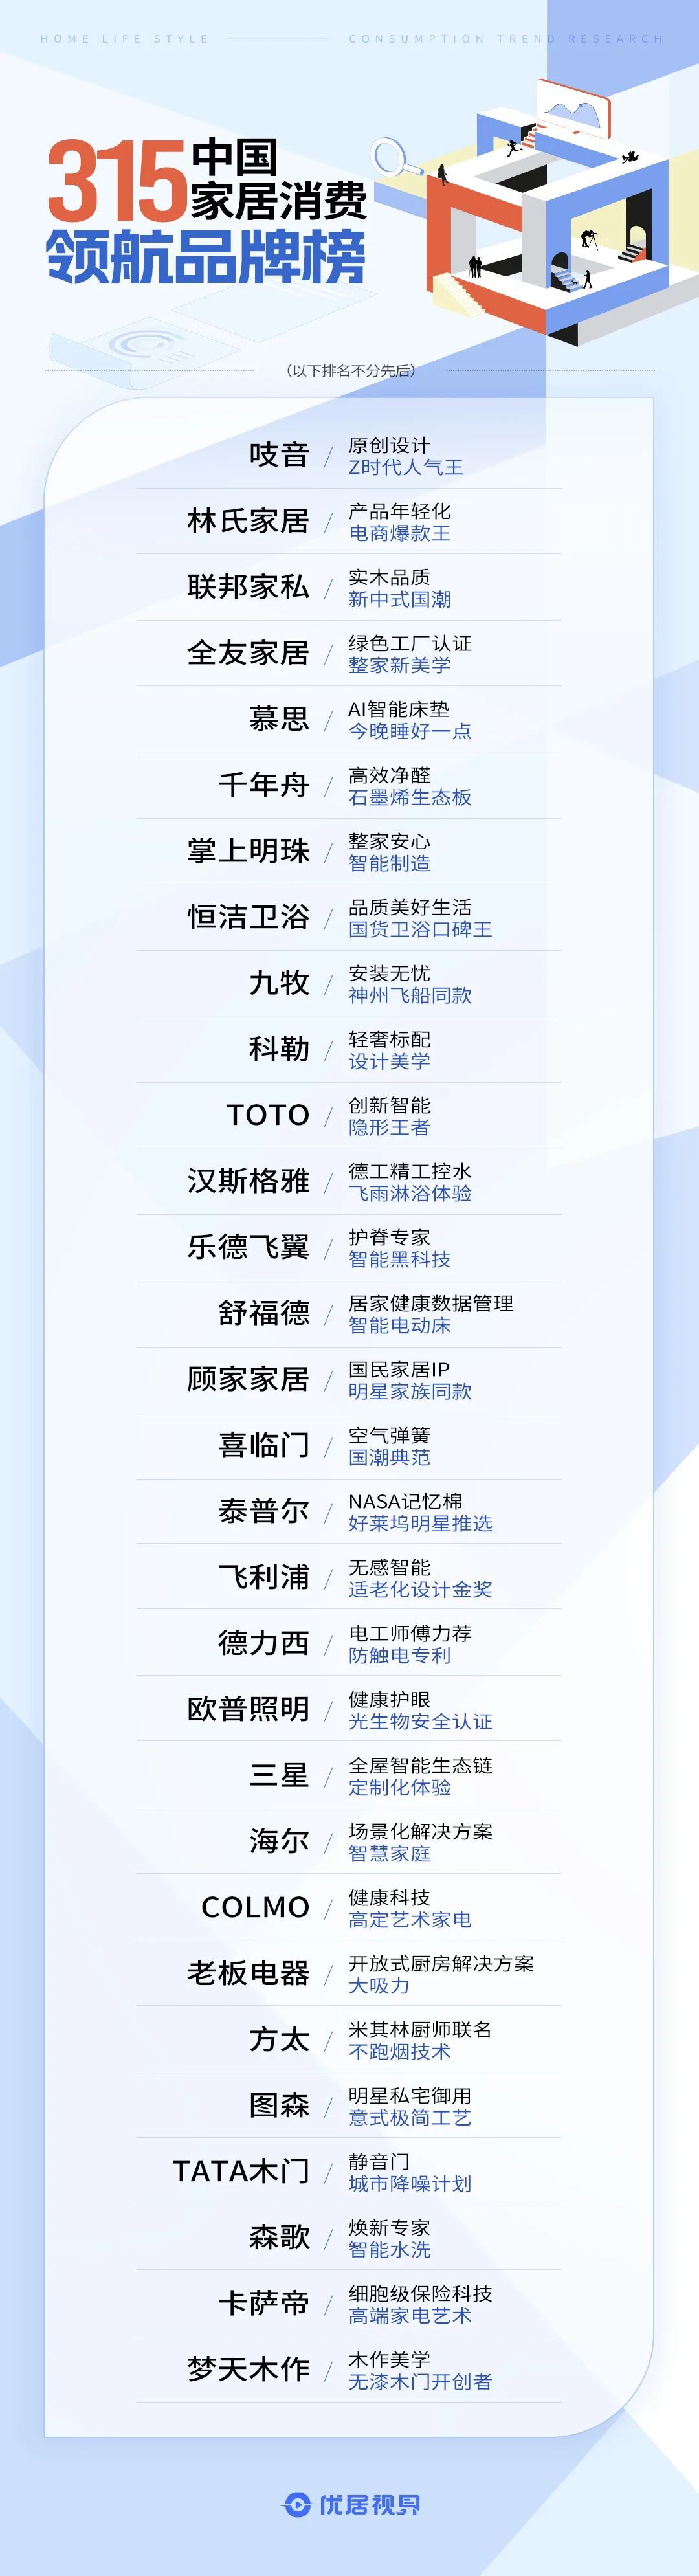 HOME LIFE STYLE
CONSUMPTION TREND RESEARCH
315中国
家居消费
领航品牌榜
（以下排名不分先后）
吱音 / 原创设计
Z时代人气王
林氏家居 / 产品年轻化
电商爆款王
联邦家私 / 实木品质
新中式国潮
全友家居 / 绿色工厂认证
整家新美学
慕思 / AI智能床垫
今晚睡好一点
千年舟 / 高效净醛
石墨烯生态板
掌上明珠 / 整家安心
智能制造
恒洁卫浴 / 品质美好生活
国货卫浴口碑王
九牧 / 安装无忧
神州飞船同款
科勒 / 轻奢标配
设计美学
TOTO / 创新智能
隐形王者
汉斯格雅 / 德工精工控水
飞雨淋浴体验
乐德飞翼 / 护脊专家
智能黑科技
舒福德 / 居家健康数据管理
智能电动床
顾家家居 / 国民家居IP
明星家族同款
喜临门 / 空气弹簧
国潮典范
泰普尔 / NASA记忆棉
好莱坞明星推选
飞利浦 / 无感智能
适老化设计金奖
德力西 / 电工师傅力荐
防触电专利
欧普照明 / 健康护眼
光生物安全认证
三星 / 全屋智能生态链
定制化体验
海尔 / 场景化解决方案
智慧家庭
COLMO / 健康科技
高定艺术家电
老板电器 / 开放式厨房解决方案
大吸力
方太 / 米其林厨师联名
不跑烟技术
图森 / 明星私宅御用
意式极简工艺
TATA木门 / 静音门
城市降噪计划
森歌 / 焕新专家
智能水洗
卡萨帝 / 细胞级保险科技
高端家电艺术
梦天木作 / 木作美学
无漆木门开创者
优居视界